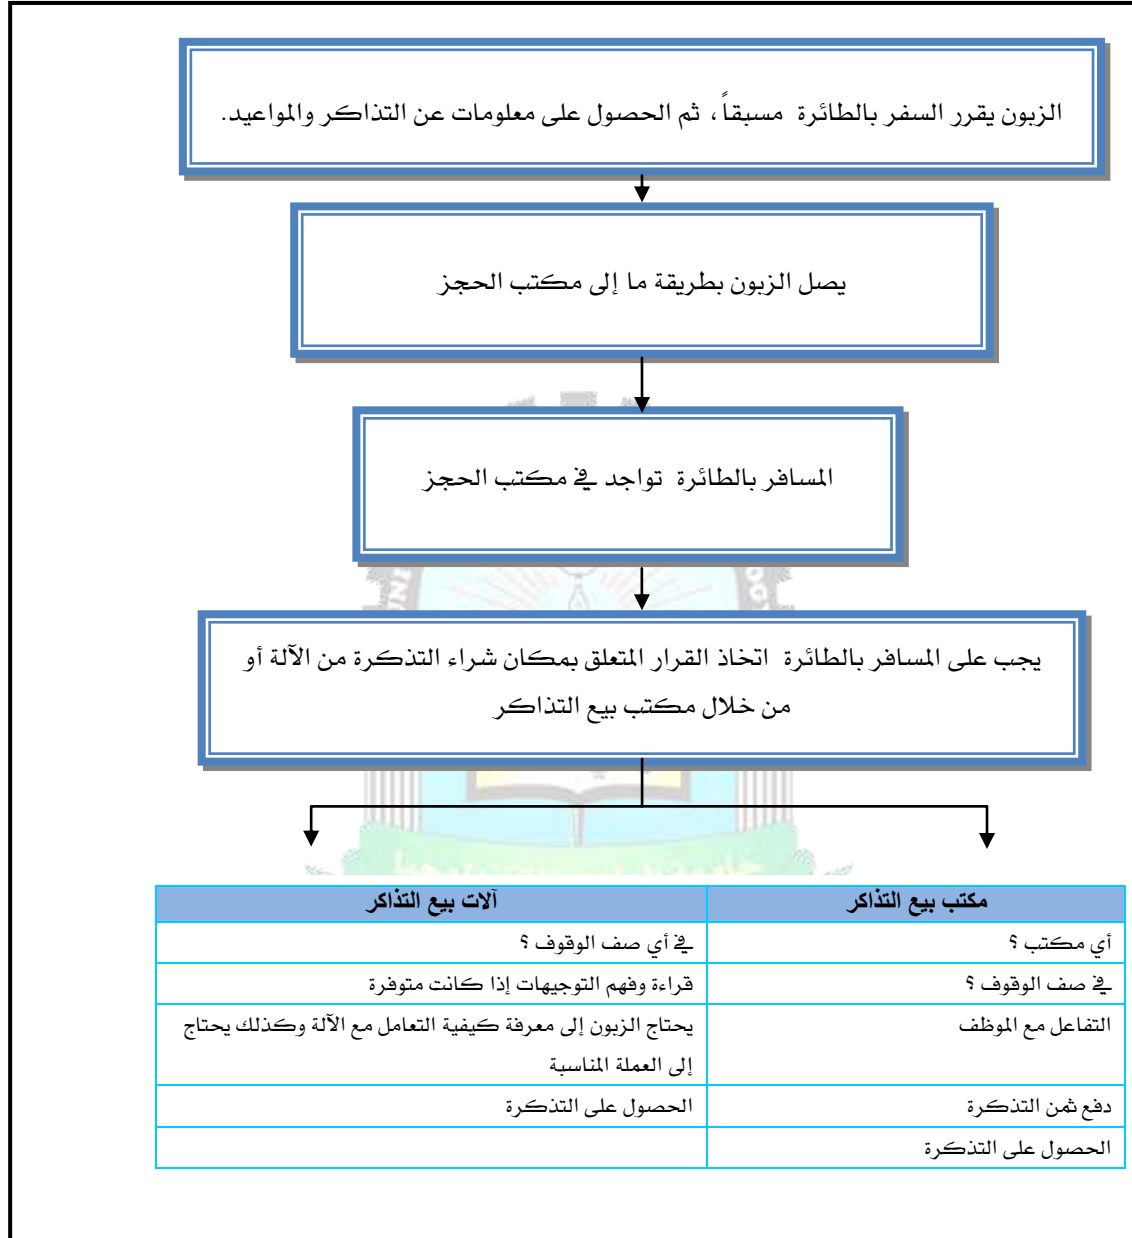 الزبون يقرر السفر بالطائرة مسبقاً، ثم الحصول على معلومات عن التذاكر والمواعيد.
يصل الزبون بطريقة ما إلى مكتب الحجز
المسافر بالطائرة تواجد في مكتب الحجز
يجب على المسافر بالطائرة اتخاذ القرار المتعلق بمكان شراء التذكرة من الآلة أو
من خلال مكتب بيع التذاكر
مكتب بيع التذاكر
آلات بيع التذاكر
أي مكتب ؟
في أي صف الوقوف ؟
في صف الوقوف ؟
قراءة وفهم التوجيهات إذا كانت متوفرة
التفاعل مع الموظف
يحتاج الزبون إلى معرفة كيفية التعامل مع الآلة وكذلك يحتاج
إلى العملة المناسبة
دفع ثمن التذكرة
الحصول على التذكرة
الحصول على التذكرة